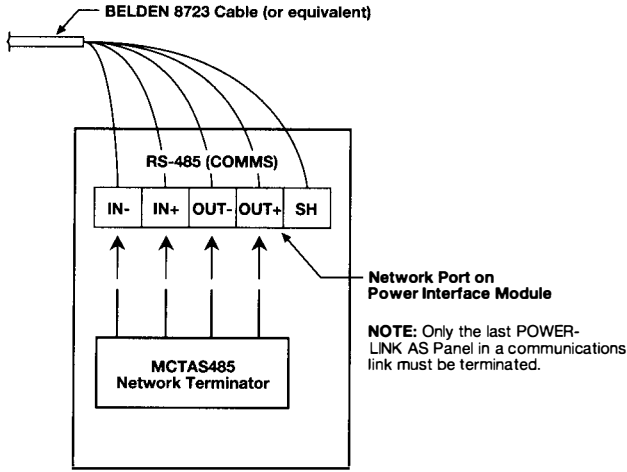 BELDEN 8723 Cable (or equivalent)
RS-485 (COMMS)
IN- IN+ OUT- OUT+ SH
Network Port on
Power Interface Module
NOTE: Only the last POWER-
LINK AS Panel in a communications
link must be terminated.
MCTAS485
Network Terminator